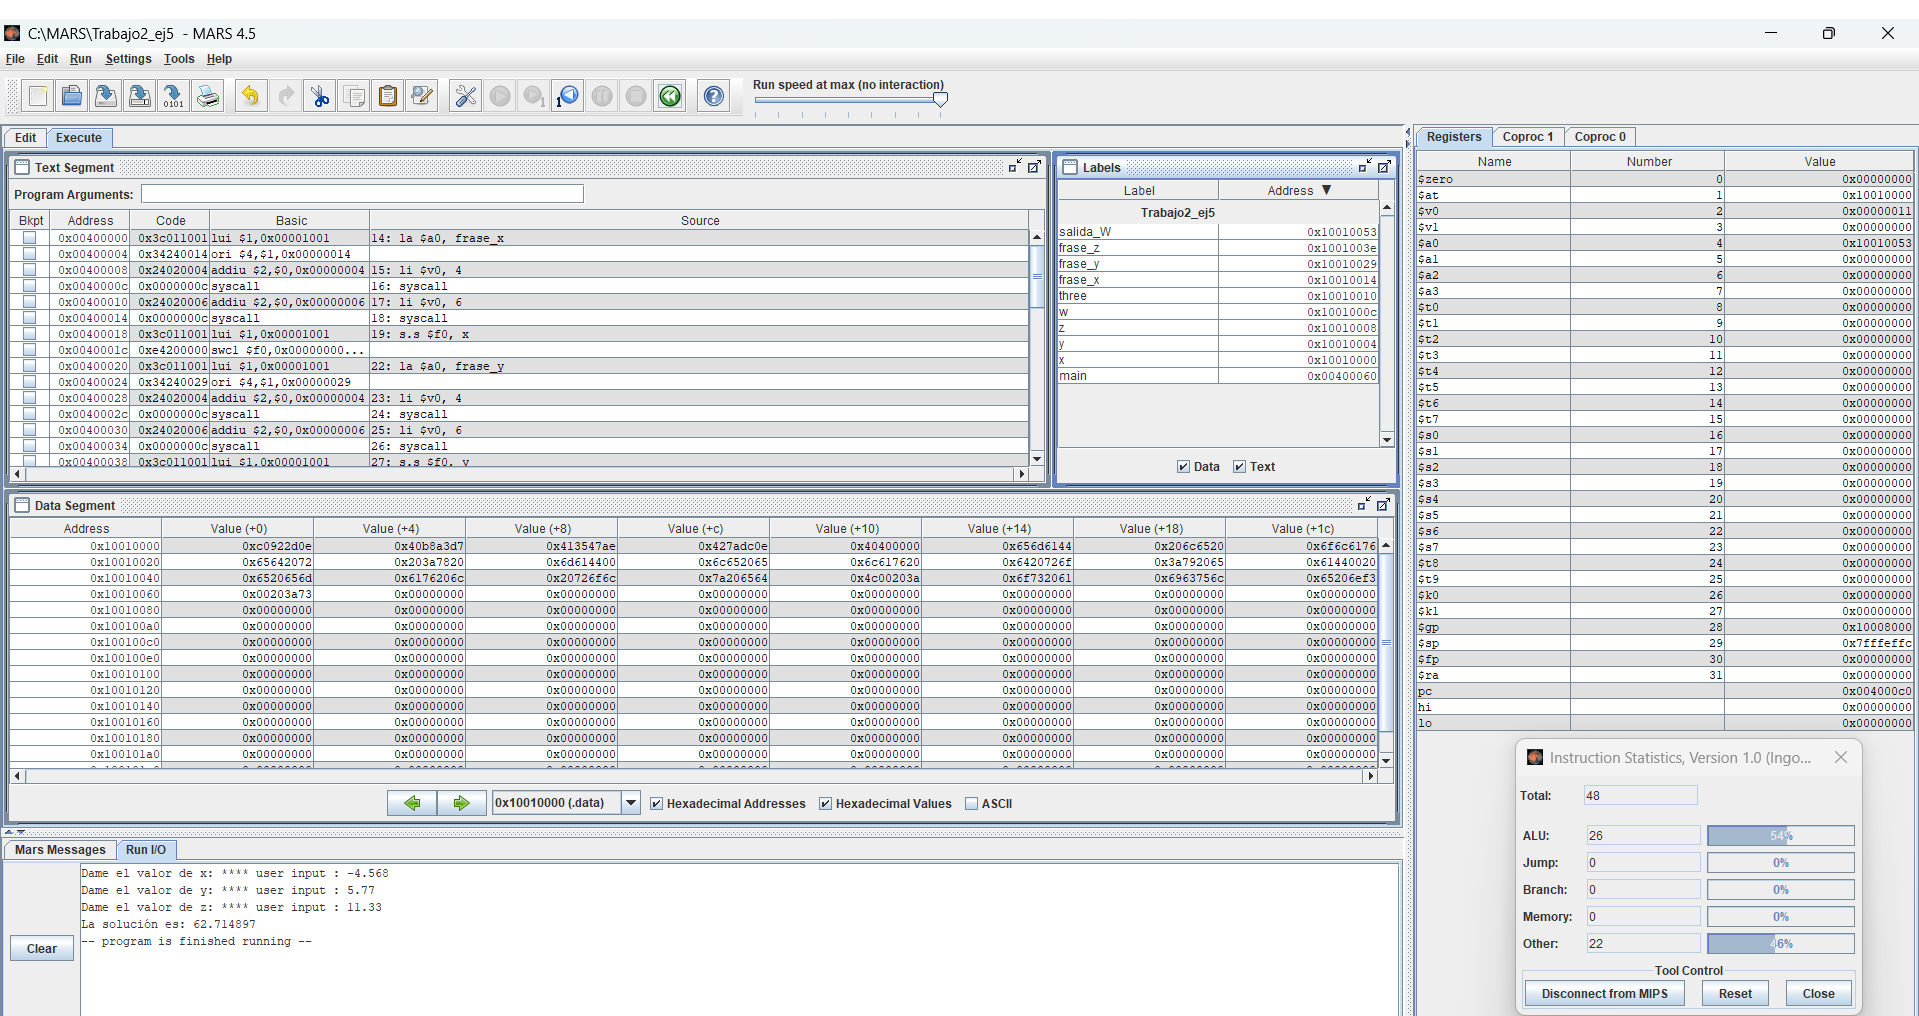 C:\MARS\Trabajo2_ej5 - MARS 4.5
File Edit Run Settings Tools Help
Run speed at max (no interaction)
Edit Execute
Text Segment
Program Arguments:
Bkpt Address Code Basic Source
0x00400000 0x3c011001 lui $1,0x00001001 14: la $a0, frase_x
0x00400004 0x34240014 ori $4,$1,0x00000014
0x00400008 0x24020004 addiu $2,$0,0x00000004 15: li $v0, 4
0x0040000c 0x0000000c syscall 16: syscall
0x00400010 0x24020006 addiu $2,$0,0x00000006 17: li $v0, 6
0x00400014 0x0000000c syscall 18: syscall
0x00400018 0x3c011001 lui $1,0x00001001 19: s.s $f0, x
0x0040001c 0xe4200000 swc1 $f0,0x00000000...
0x00400020 0x3c011001 lui $1,0x00001001 22: la $a0, frase_y
0x00400024 0x34240029 ori $4,$1,0x00000029
0x00400028 0x24020004 addiu $2,$0,0x00000004 23: li $v0, 4
0x0040002c 0x0000000c syscall 24: syscall
0x00400030 0x24020006 addiu $2,$0,0x00000006 25: li $v0, 6
0x00400034 0x0000000c syscall 26: syscall
0x00400038 0x3c011001 lui $1,0x00001001 27: s.s $f0, y
Labels
Label Address ▼
Trabajo2_ej5
salida_W 0x10010053
frase_z 0x1001003e
frase_y 0x10010029
frase_x 0x10010014
three 0x10010010
w 0x1001000c
z 0x10010008
y 0x10010004
x 0x10010000
main 0x00400060
Data Text
Data Segment
Address Value (+0) Value (+4) Value (+8) Value (+c) Value (+10) Value (+14) Value (+18) Value (+1c)
0x10010000 0xc0922d0e 0x40b8a3d7 0x413547ae 0x427adc0e 0x40400000 0x656d6144 0x206c6520 0x6f6c6176
0x10010020 0x65642072 0x203a7820 0x6d614400 0x6c652065 0x6c617620 0x6420726f 0x3a792065 0x61440020
0x10010040 0x6520656d 0x6176206c 0x20726f6c 0x7a206564 0x4c00203a 0x6f732061 0x6963756c 0x65206ef3
0x10010060 0x00203a73 0x00000000 0x00000000 0x00000000 0x00000000 0x00000000 0x00000000 0x00000000
0x10010080 0x00000000 0x00000000 0x00000000 0x00000000 0x00000000 0x00000000 0x00000000 0x00000000
0x100100a0 0x00000000 0x00000000 0x00000000 0x00000000 0x00000000 0x00000000 0x00000000 0x00000000
0x100100c0 0x00000000 0x00000000 0x00000000 0x00000000 0x00000000 0x00000000 0x00000000 0x00000000
0x100100e0 0x00000000 0x00000000 0x00000000 0x00000000 0x00000000 0x00000000 0x00000000 0x00000000
0x10010100 0x00000000 0x00000000 0x00000000 0x00000000 0x00000000 0x00000000 0x00000000 0x00000000
0x10010120 0x00000000 0x00000000 0x00000000 0x00000000 0x00000000 0x00000000 0x00000000 0x00000000
0x10010140 0x00000000 0x00000000 0x00000000 0x00000000 0x00000000 0x00000000 0x00000000 0x00000000
0x10010160 0x00000000 0x00000000 0x00000000 0x00000000 0x00000000 0x00000000 0x00000000 0x00000000
0x10010180 0x00000000 0x00000000 0x00000000 0x00000000 0x00000000 0x00000000 0x00000000 0x00000000
0x100101a0 0x00000000 0x00000000 0x00000000 0x00000000 0x00000000 0x00000000 0x00000000 0x00000000
0x10010000 (.data) Hexadecimal Addresses Hexadecimal Values ASCII
Mars Messages Run I/O
Clear
Dame el valor de x: **** user input : -4.568
Dame el valor de y: **** user input : 5.77
Dame el valor de z: **** user input : 11.33
La solución es: 62.714897
-- program is finished running --
Registers Coproc 1 Coproc 0
Name Number Value
$zero 0 0x00000000
$at 1 0x10010000
$v0 2 0x00000011
$v1 3 0x00000000
$a0 4 0x10010053
$a1 5 0x00000000
$a2 6 0x00000000
$a3 7 0x00000000
$t0 8 0x00000000
$t1 9 0x00000000
$t2 10 0x00000000
$t3 11 0x00000000
$t4 12 0x00000000
$t5 13 0x00000000
$t6 14 0x00000000
$t7 15 0x00000000
$s0 16 0x00000000
$s1 17 0x00000000
$s2 18 0x00000000
$s3 19 0x00000000
$s4 20 0x00000000
$s5 21 0x00000000
$s6 22 0x00000000
$s7 23 0x00000000
$t8 24 0x00000000
$t9 25 0x00000000
$k0 26 0x00000000
$k1 27 0x00000000
$gp 28 0x10008000
$sp 29 0x7fffeffc
$fp 30 0x00000000
$ra 31 0x00000000
pc 0x004000c0
hi 0x00000000
lo 0x00000000
Instruction Statistics, Version 1.0 (Ingo...
Total: 48
ALU: 26 54%
Jump: 0 0%
Branch: 0 0%
Memory: 0 0%
Other: 22 46%
Tool Control
Disconnect from MIPS Reset Close